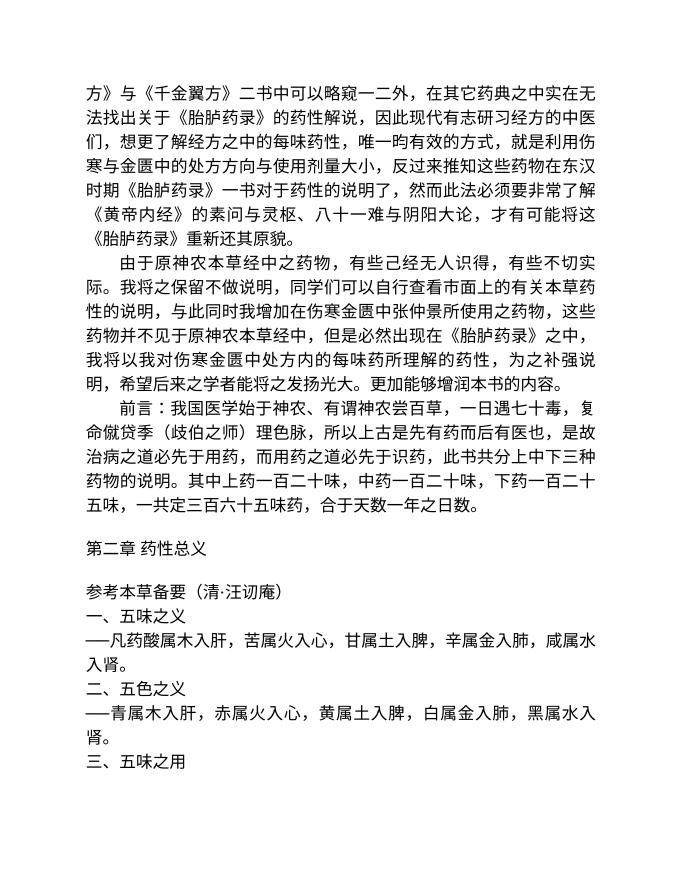 方》与《千金翼方》二书中可以略窥一二外，在其它药典之中实在无
法找出关于《胎胪药录》的药性解说，因此现代有志研习经方的中医
们，想更了解经方之中的每味药性，唯一昀有效的方式，就是利用伤
寒与金匮中的处方方向与使用剂量大小，反过来推知这些药物在东汉
时期《胎胪药录》一书对于药性的说明了，然而此法必须要非常了解
《黄帝内经》的素问与灵枢、八十一难与阴阳大论，才有可能将这
《胎胪药录》重新还其原貌。
由于原神农本草经中之药物，有些己经无人识得，有些不切实
际。我将之保留不做说明，同学们可以自行查看市面上的有关本草药
性的说明，与此同时我增加在伤寒金匮中张仲景所使用之药物，这些
药物并不见于原神农本草经中，但是必然出现在《胎胪药录》之中，
我将以我对伤寒金匮中处方内的每味药所理解的药性，为之补强说
明，希望后来之学者能将之发扬光大。更加能够增润本书的内容。
前言：我国医学始于神农、有谓神农尝百草，一日遇七十毒，复
命僦贷季（歧伯之师）理色脉，所以上古是先有药而后有医也，是故
治病之道必先于用药，而用药之道必先于识药，此书共分上中下三种
药物的说明。其中上药一百二十味，中药一百二十味，下药一百二十
五味，一共定三百六十五味药，合于天数一年之日数。
第二章 药性总义
参考本草备要（清·汪讱庵）
一、五味之义
──凡药酸属木入肝，苦属火入心，甘属土入脾，辛属金入肺，咸属水
入肾。
二、五色之义
──青属木入肝，赤属火入心，黄属土入脾，白属金入肺，黑属水入
肾。
三、五味之用